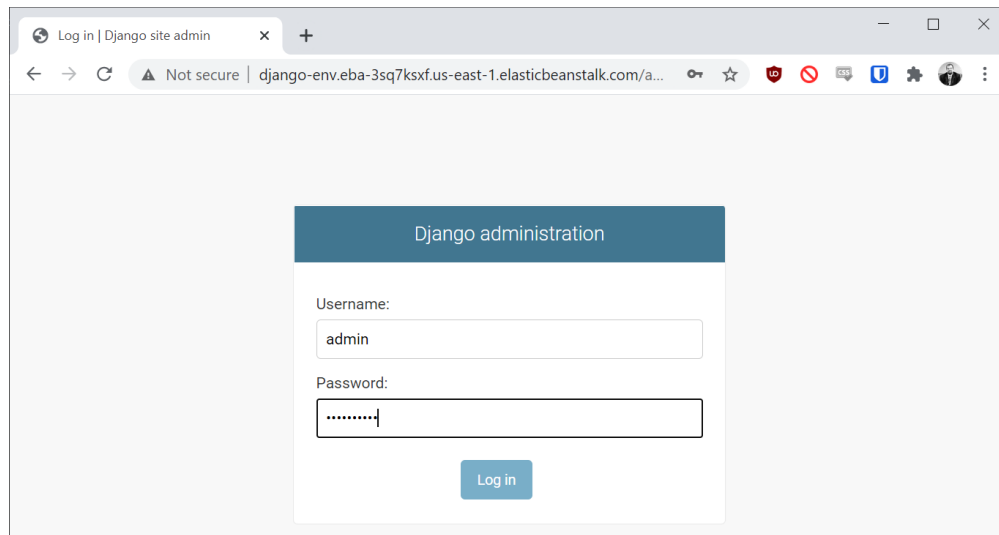 Log in | Django site admin
Not secure | django-env.eba-3sq7ksxf.us-east-1.elasticbeanstalk.com/a...
CSS
Django administration
Username:
admin
Password:
••••••••••
Log in